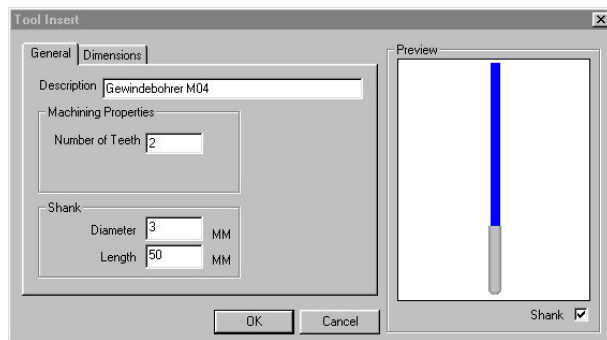 Tool Insert
General Dimensions
Description Gewindebohrer M04
Machining Properties
Number of Teeth 2
Shank
Diameter 3 MM
Length 50 MM
OK Cancel
Preview
Shank